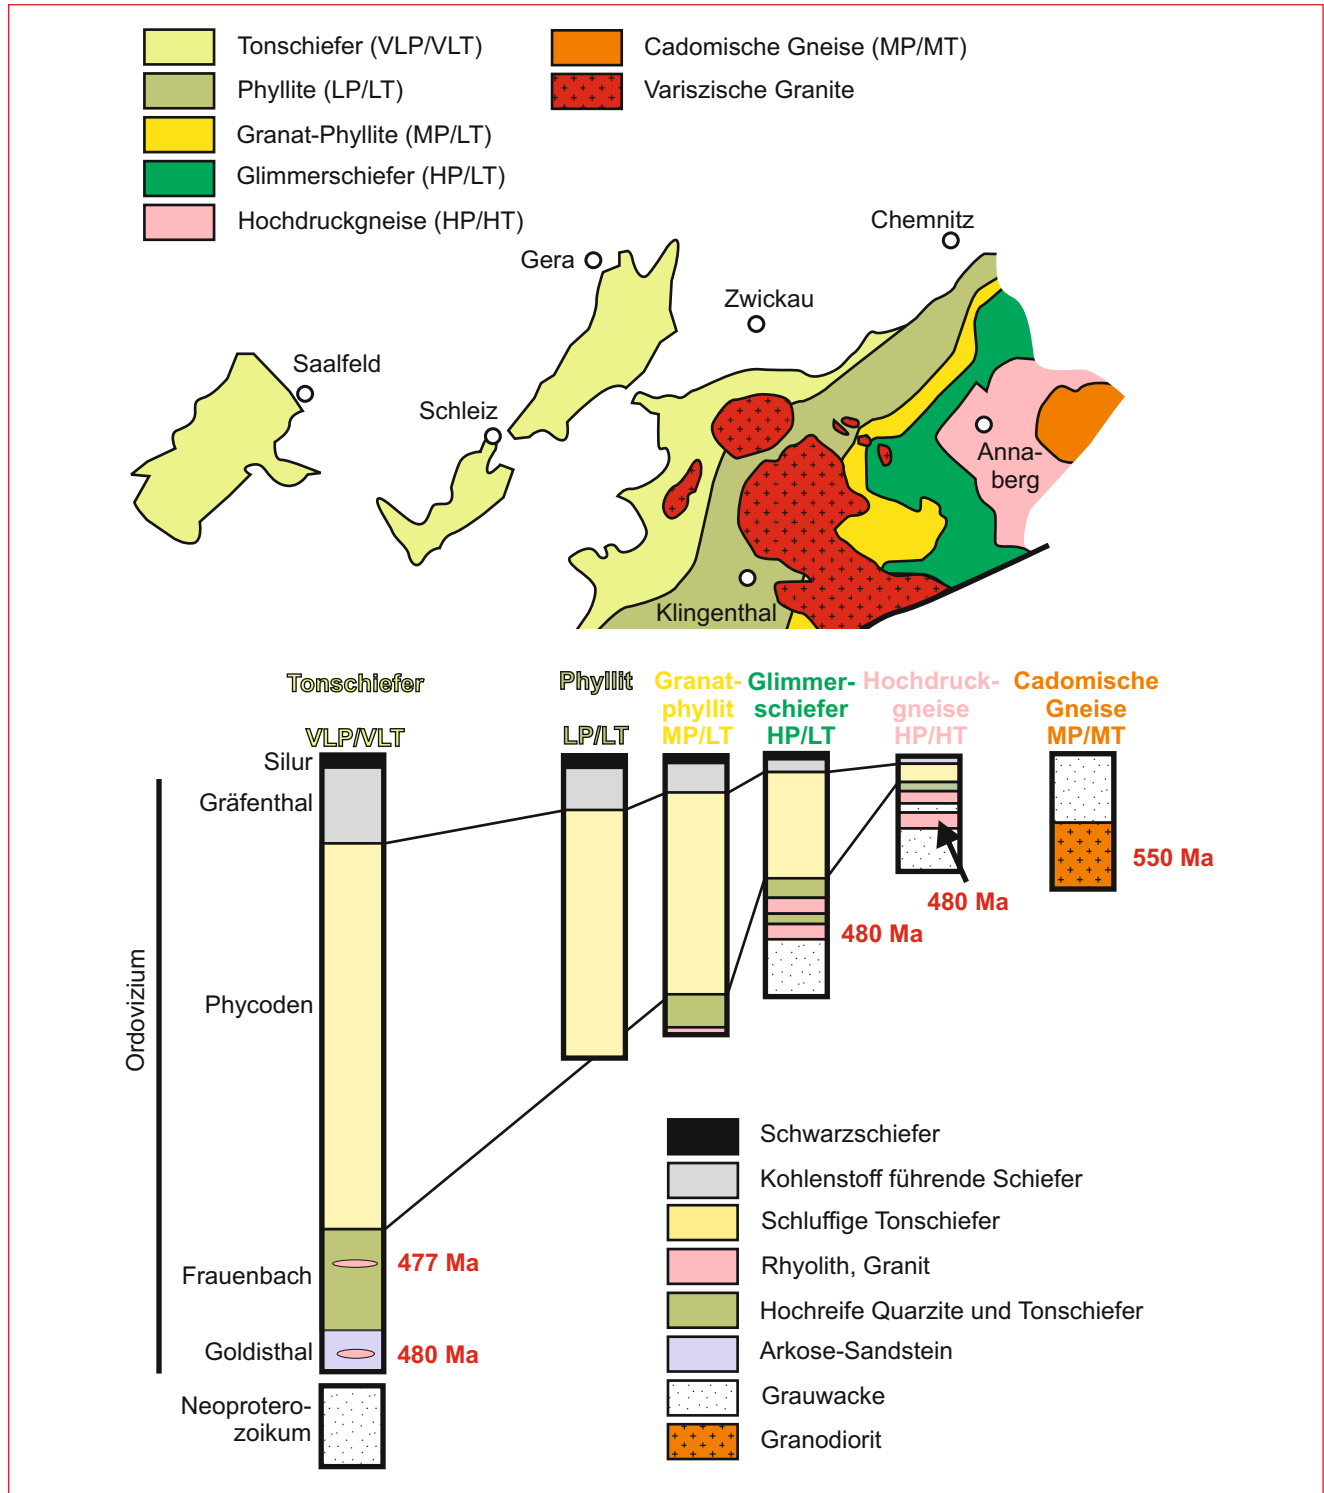 Tonschiefer (VLP/VLT)
Phyllite (LP/LT)
Granat-Phyllite (MP/LT)
Glimmerschiefer (HP/LT)
Hochdruckgneise (HP/HT)
Cadomische Gneise (MP/MT)
Variszische Granite
Chemnitz
Gera
Zwickau
Saalfeld
Schleiz
Anna-
berg
Klingenthal
Tonschiefer
VLP/VLT
Phyllit
LP/LT
Granat-
phyllit
MP/LT
Glimmer-
schiefer
HP/LT
Hochdruck-
gneise
HP/HT
Cadomische
Gneise
MP/MT
Silur
Gräfenthal
550 Ma
480 Ma
480 Ma
Ordovizium
Phycoden
Frauenbach
477 Ma
Goldisthal
480 Ma
Neoprotero-
zoikum
Schwarzschiefer
Kohlenstoff führende Schiefer
Schluffige Tonschiefer
Rhyolith, Granit
Hochreife Quarzite und Tonschiefer
Arkose-Sandstein
Grauwacke
Granodiorit